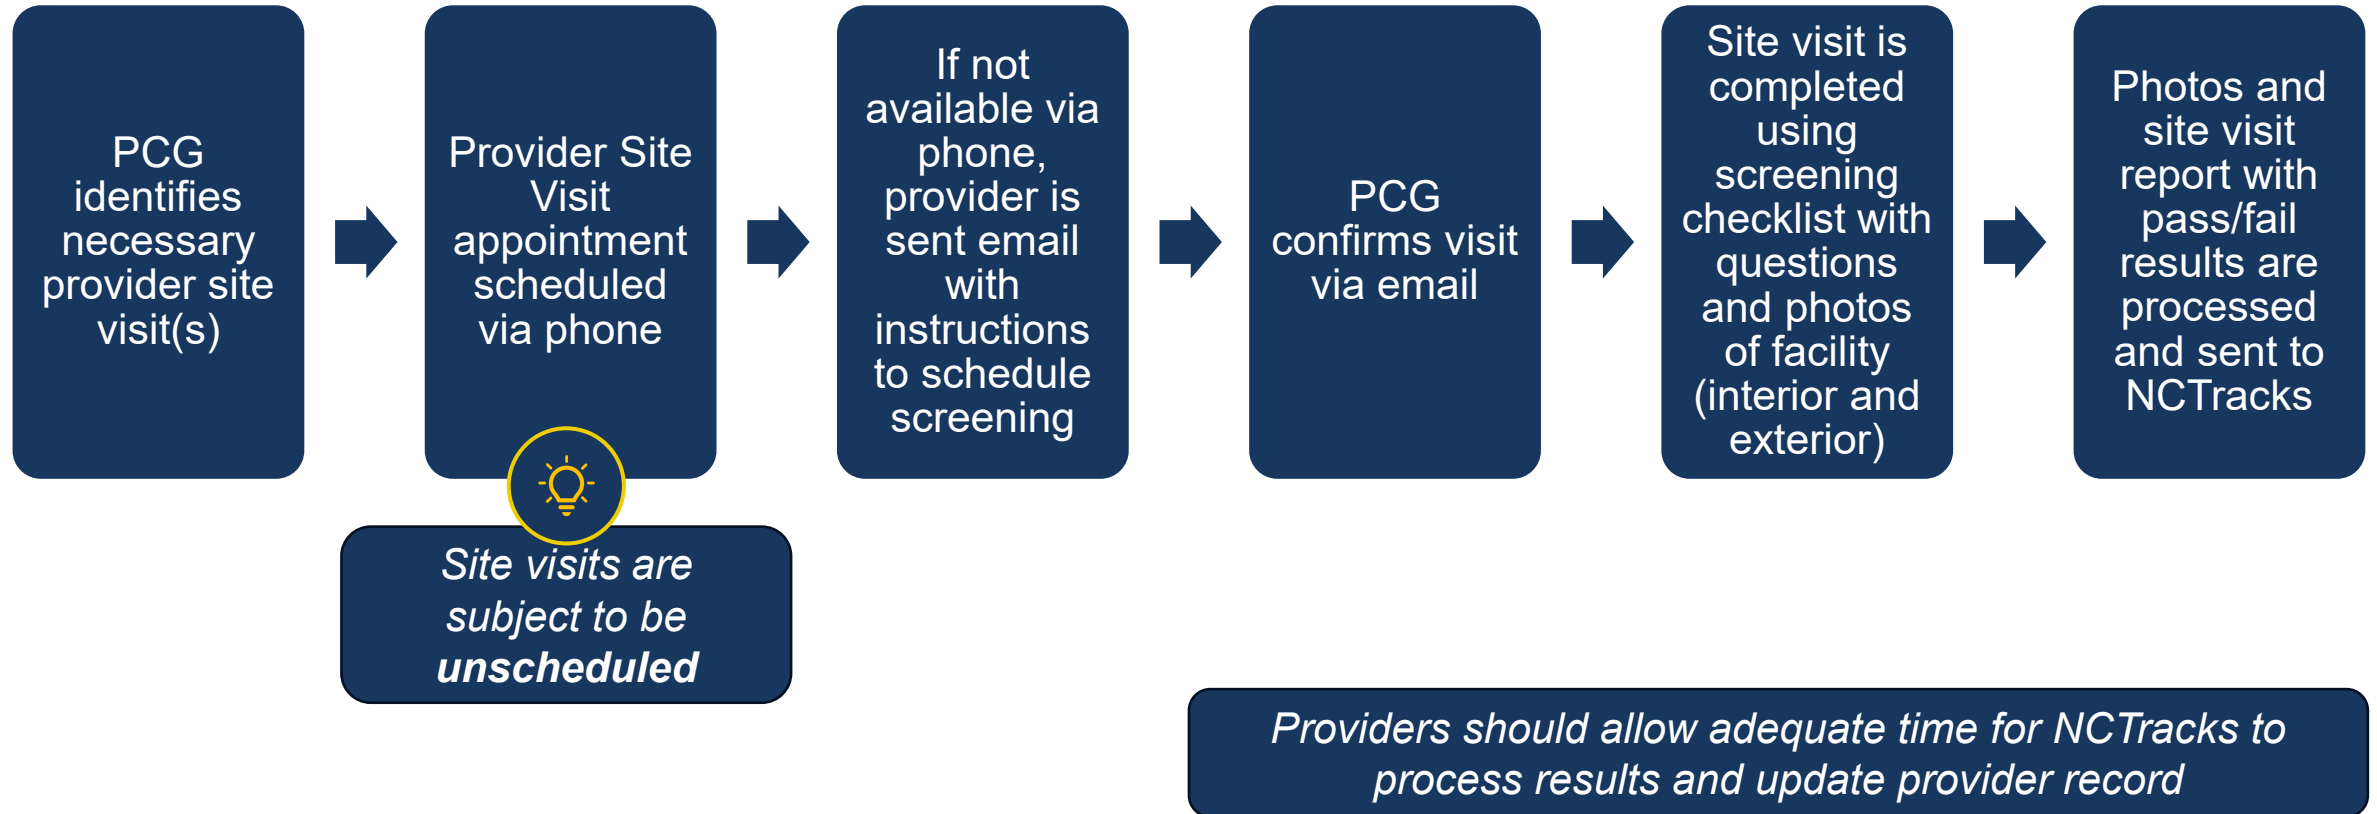 PCG
identifies
necessary
provider site
visit(s)
Provider Site
Visit
appointment
scheduled
via phone
If not
available via
phone,
provider is
sent email
with
instructions
to schedule
screening
PCG
confirms visit
via email
Site visit is
completed
using
screening
checklist with
questions
and photos
of facility
(interior and
exterior)
Photos and
site visit
report with
pass/fail
results are
processed
and sent to
NCTracks
Site visits are
subject to be
unscheduled
Providers should allow adequate time for NCTracks to
process results and update provider record